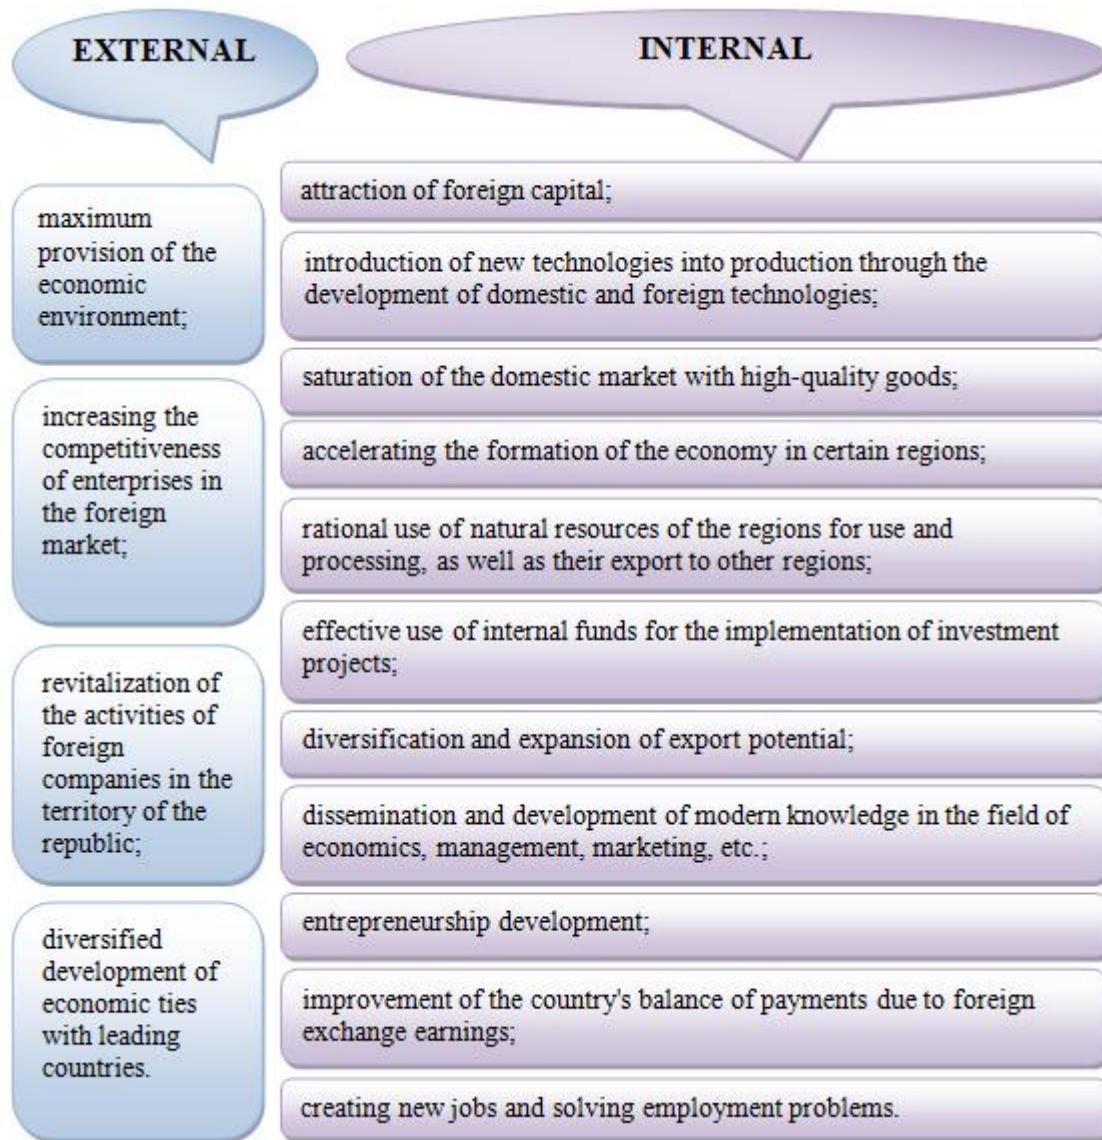 EXTERNAL
INTERNAL
maximum
provision of the
economic
environment;
increasing the
competitiveness
of enterprises in
the foreign
market;
revitalization of
the activities of
foreign
companies in the
territory of the
republic;
diversified
development of
economic ties
with leading
countries.
attraction of foreign capital;
introduction of new technologies into production through the
development of domestic and foreign technologies;
saturation of the domestic market with high-quality goods;
accelerating the formation of the economy in certain regions;
rational use of natural resources of the regions for use and
processing, as well as their export to other regions;
effective use of internal funds for the implementation of investment
projects;
diversification and expansion of export potential;
dissemination and development of modern knowledge in the field of
economics, management, marketing, etc.;
entrepreneurship development;
improvement of the country's balance of payments due to foreign
exchange earnings;
creating new jobs and solving employment problems.